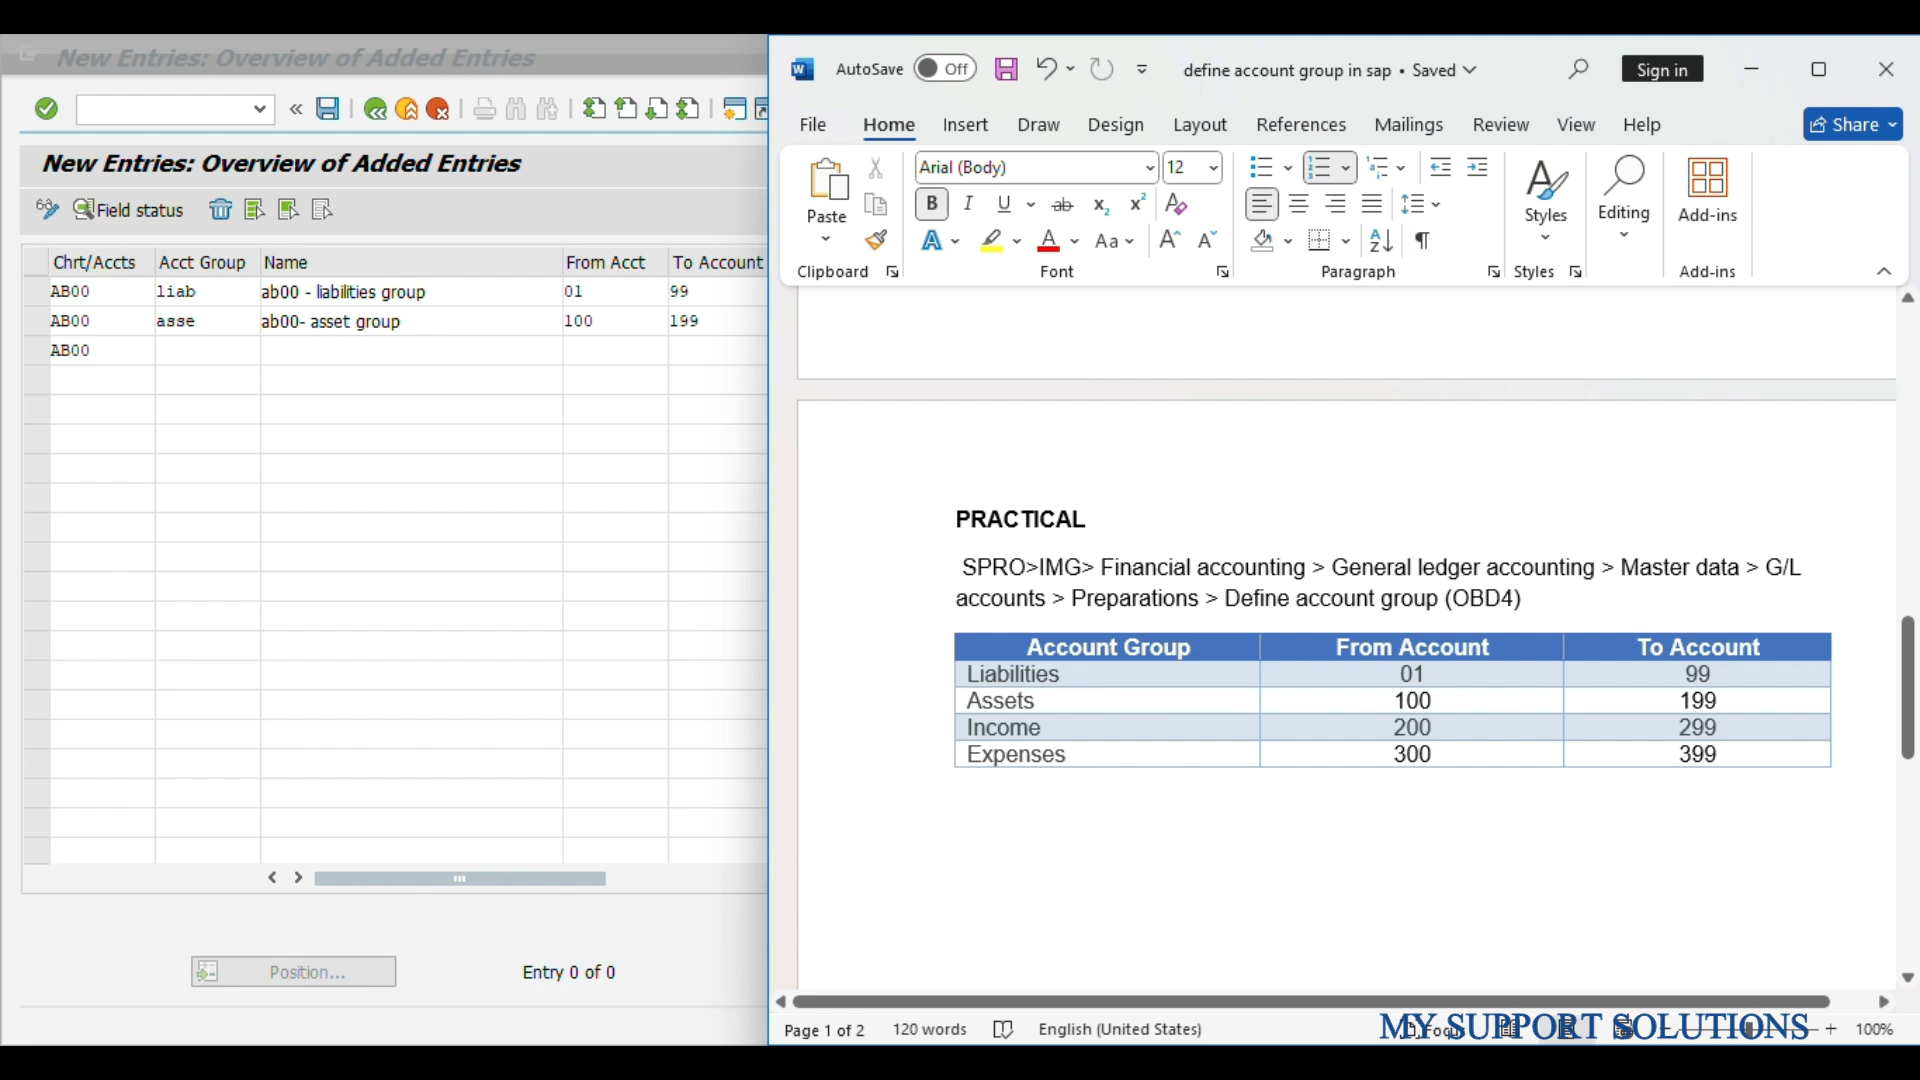 New Entries: Overview of Added Entries
New Entries: Overview of Added Entries
Field status
Chrt/Accts Acct Group Name From Acct To Account
AB00 liab ab00 - liabilities group 01 99
AB00 asse ab00- asset group 100 199
AB00
Position...
Entry 0 of 0
AutoSave Off define account group in sap • Saved Sign in
File Home Insert Draw Design Layout References Mailings Review View Help Share
Arial (Body) 12
Paste Styles Editing Add-ins
Clipboard Font Paragraph Styles Add-ins
PRACTICAL
SPRO>IMG> Financial accounting > General ledger accounting > Master data > G/L
accounts > Preparations > Define account group (OBD4)
Account Group From Account To Account
Liabilities 01 99
Assets 100 199
Income 200 299
Expenses 300 399
Page 1 of 2 120 words English (United States) Focus 100%
MY SUPPORT SOLUTIONS